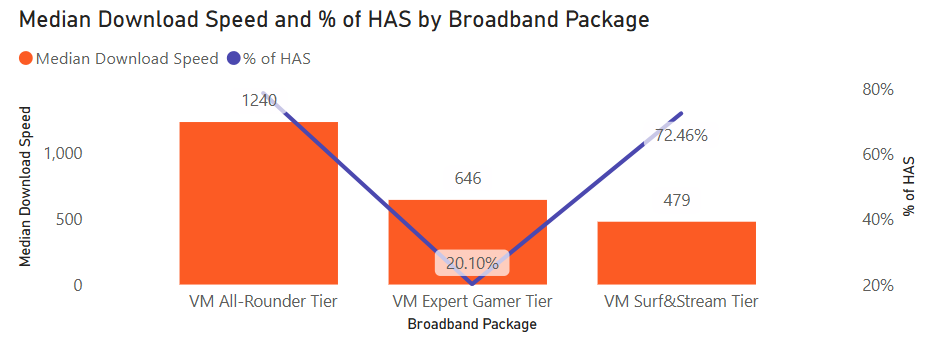 Median Download Speed and % of HAS by Broadband Package
Median Download Speed % of HAS
1240
80%
72.46%
1,000
60%
646
479
500
40%
20.10%
0
20%
Median Download Speed
% of HAS
VM All-Rounder Tier VM Expert Gamer Tier VM Surf&Stream Tier
Broadband Package